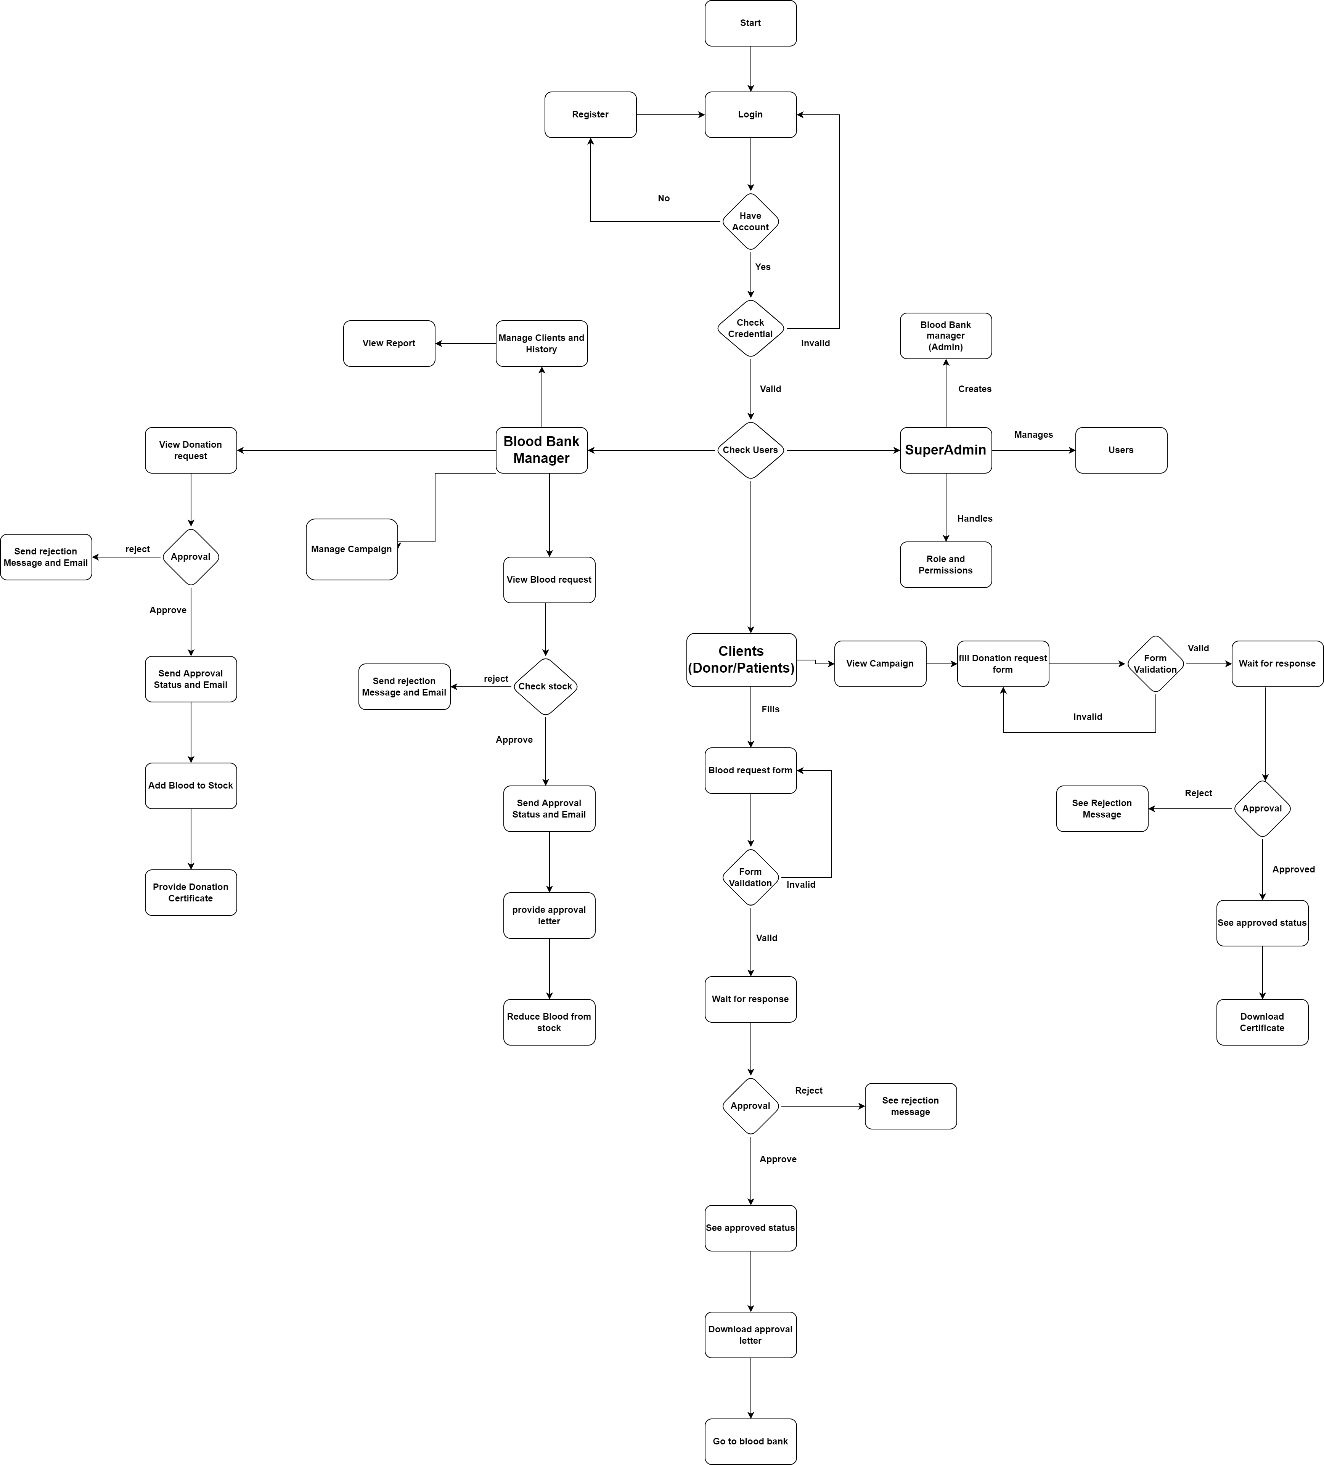 Start
Register
Login
No
Have
Account
Yes
Check
Credential
Invalid
Valid
View Report
Manage Clients and
History
Blood Bank
manager
(Admin)
Creates
View Donation
request
Blood Bank
Manager
Check Users
SuperAdmin
Manages
Users
Handles
Role and
Permissions
Send rejection
Message and Email
reject
Approval
Manage Campaign
View Blood request
Approve
Send Approval
Status and Email
Send rejection
Message and Email
reject
Check stock
Clients
(Donor/Patients)
View Campaign
fill Donation request
form
Form
Validation
Valid
Wait for response
Invalid
Fills
Approve
Add Blood to Stock
Send Approval
Status and Email
Blood request form
See Rejection
Message
Reject
Approval
Provide Donation
Certificate
provide approval
letter
Form
Validation
Invalid
Approved
See approved status
Valid
Reduce Blood from
stock
Wait for response
Download
Certificate
Approval
Reject
See rejection
message
Approve
See approved status
Download approval
letter
Go to blood bank